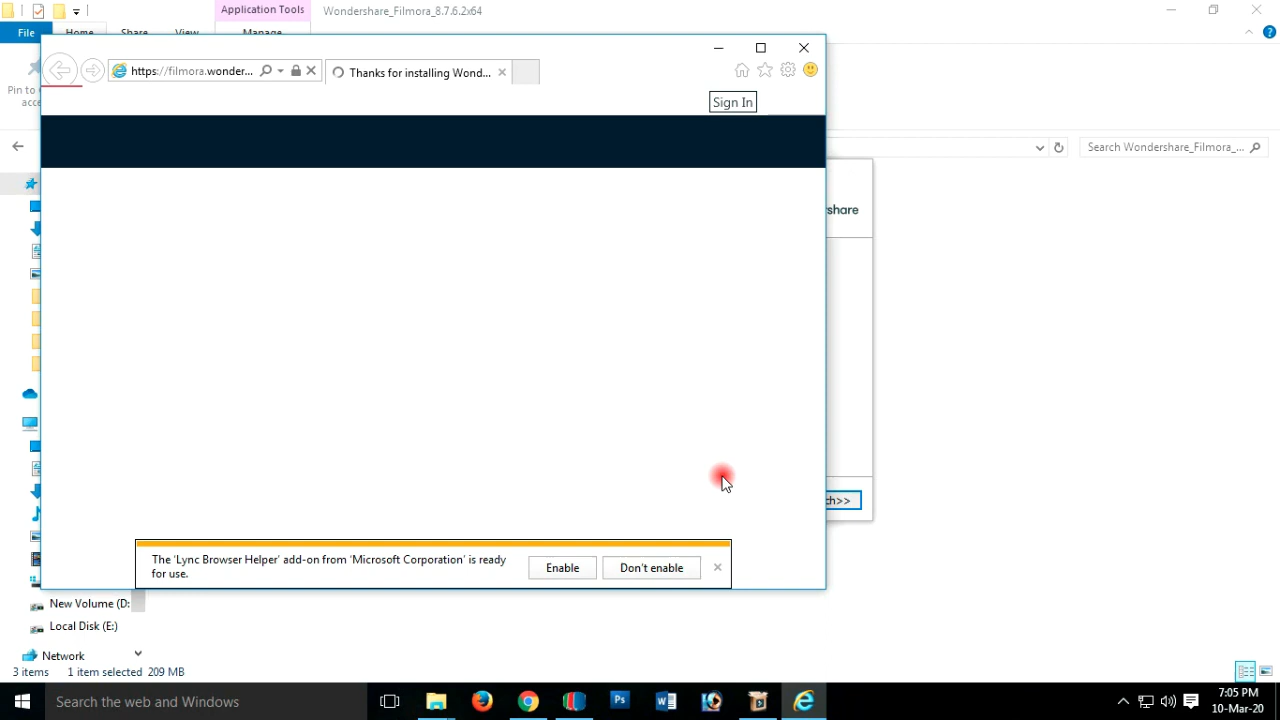 Application Tools
Wondershare_Filmora_8.7.6.2x64
File
Home
Share
View
Manage
https://filmora.wonder...
Thanks for installing Wond...
Sign In
Pin to
Search Wondershare_Filmora_...
share
ch>>
The 'Lync Browser Helper' add-on from 'Microsoft Corporation' is ready
for use.
Enable
Don't enable
New Volume (D:
Local Disk (E:)
Network
3 items
1 item selected
209 MB
Search the web and Windows
Ps
7:05 PM
10-Mar-20